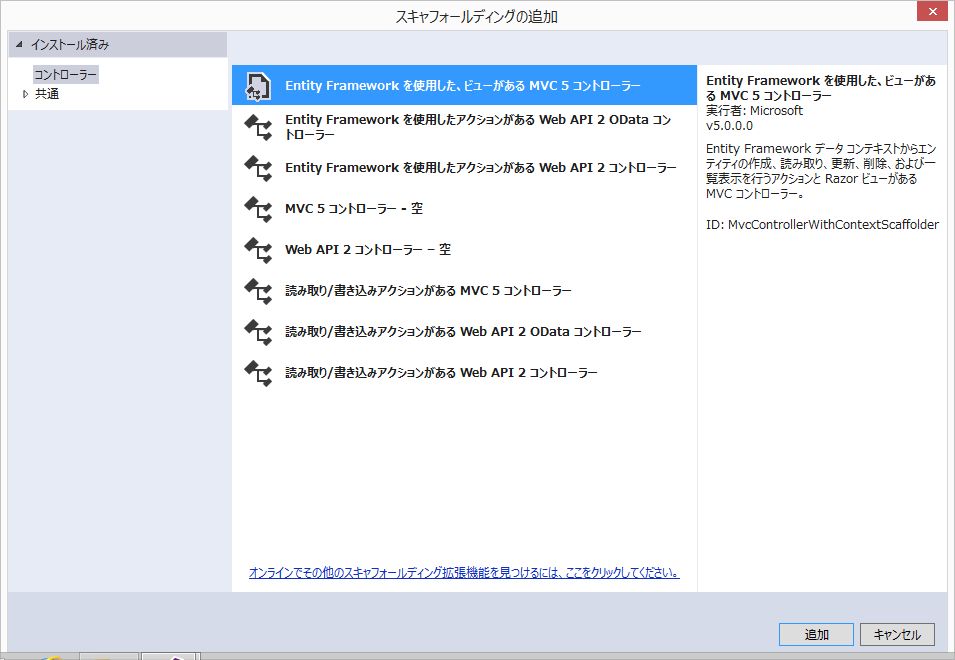 スキャフォールディングの追加
インストール済み
コントローラー
共通
Entity Framework を使用した、ビューがある MVC 5 コントローラー
Entity Framework を使用したアクションがある Web API 2 OData コン
トローラー
Entity Framework を使用したアクションがある Web API 2 コントローラー
MVC 5 コントローラー - 空
Web API 2 コントローラー – 空
読み取り/書き込みアクションがある MVC 5 コントローラー
読み取り/書き込みアクションがある Web API 2 OData コントローラー
読み取り/書き込みアクションがある Web API 2 コントローラー
オンラインでその他のスキャフォールディング拡張機能を見つけるには、ここをクリックしてください。
Entity Framework を使用した、ビューがあ
る MVC 5 コントローラー
実行者: Microsoft
v5.0.0.0
Entity Framework データ コンテキストからエン
ティティの作成、読み取り、更新、削除、および一
覧表示を行うアクションと Razor ビューがある
MVC コントローラー。
ID: MvcControllerWithContextScaffolder
追加
キャンセル